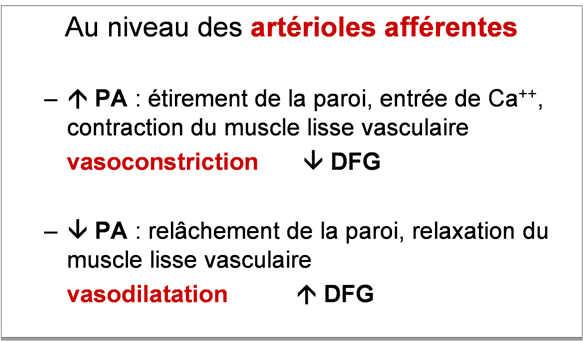 Au niveau des artérioles afférentes
– ↑ PA : étirement de la paroi, entrée de Ca⁺⁺,
contraction du muscle lisse vasculaire
vasoconstriction ↓ DFG
– ↓ PA : relâchement de la paroi, relaxation du
muscle lisse vasculaire
vasodilatation ↑ DFG